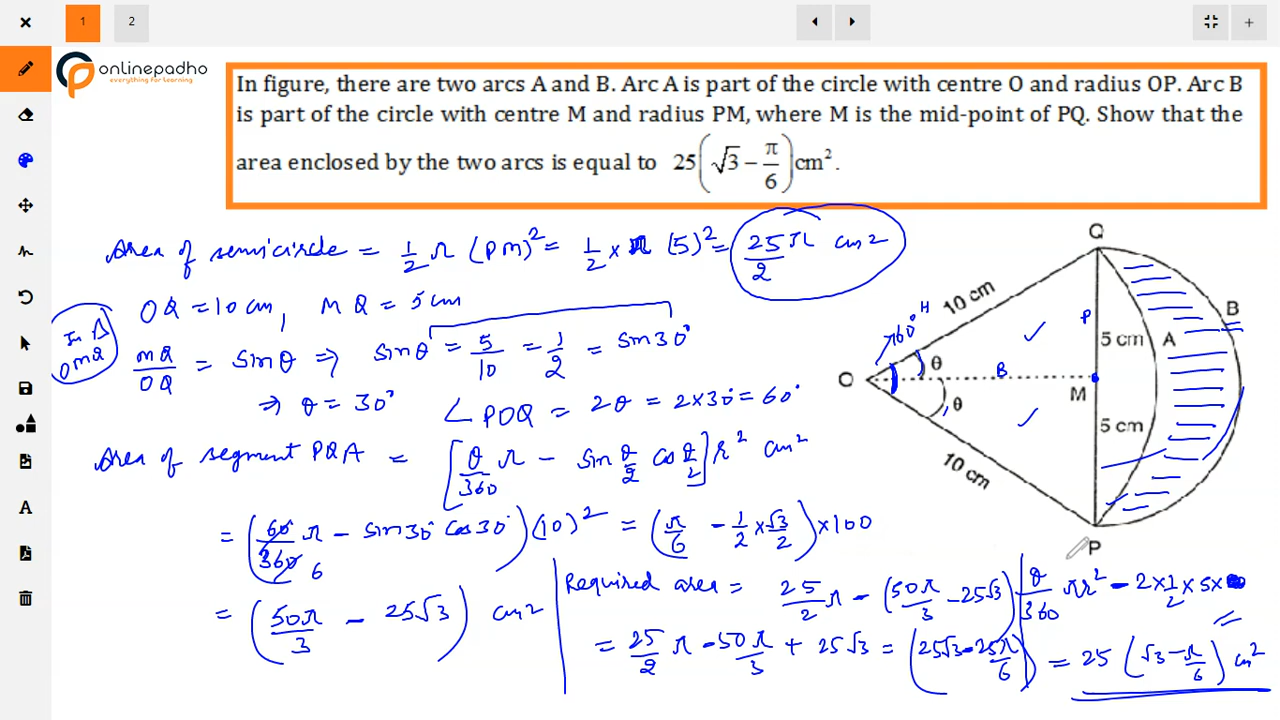 1 2
onlinepadho
everything for learning
In figure, there are two arcs A and B. Arc A is part of the circle with centre O and radius OP. Arc B
is part of the circle with centre M and radius PM, where M is the mid-point of PQ. Show that the
area enclosed by the two arcs is equal to 25(√3 − π/6)cm².
Area of semicircle = 1/2 π (PM)² = 1/2 × π (5)² = 25/2 π cm²
OQ = 10 cm, MQ = 5 cm
In Δ OMQ
MQ/OQ = sin θ ⇒ sin θ = 5/10 = 1/2 = sin 30°
⇒ θ = 30° ∠POQ = 2θ = 2×30° = 60°
Area of segment PQA = [θ/360 π − sin θ/2 cos θ/2] r² cm²
= (60/360 π − sin 30° cos 30°)(10)² = (π/6 − 1/2 × √3/2) × 100
6
= (50π/3 − 25√3) cm²
Required area = 25/2 π − (50π/3 − 25√3)
= 25/2 π − 50π/3 + 25√3 = (25√3 − 25π/6)
θ/360 πr² − 2×1/2×5×
= 25 (√3 − π/6) cm²
Q
10 cm
H
60°
P
B
5 cm
A
θ
O
B
M
θ
5 cm
10 cm
P